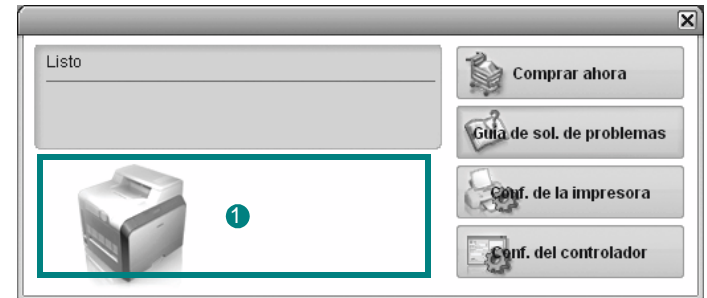 Listo
Comprar ahora
Guía de sol. de problemas
1
Conf. de la impresora
Conf. del controlador